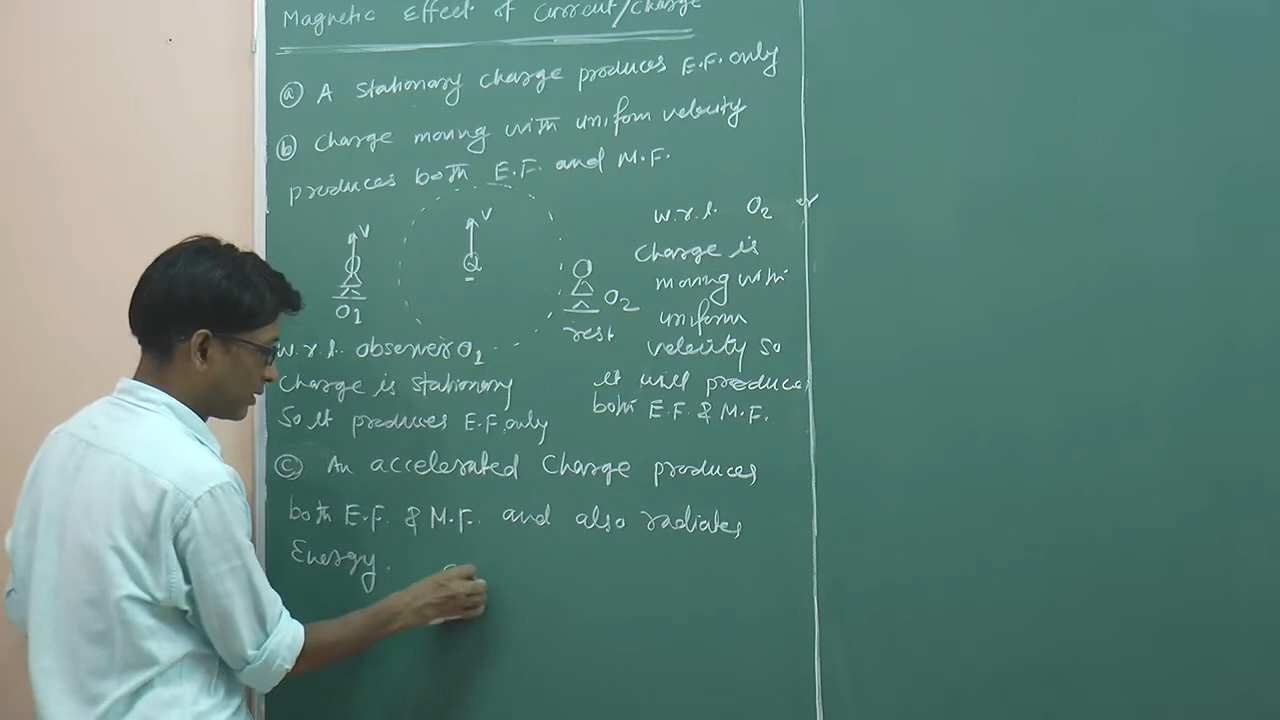 Magnetic Effect of Current/Charge
(a) A stationary charge produces E.F. only
(b) Charge moving with uniform velocity
produces both E.F. and M.F.
V
V
Q
O1
O2
rest
w.r.t. observer O1
Charge is stationary
So it produces E.F. only
w.r.t. O2
Charge is
moving with
uniform
velocity so
it will produce
both E.F. & M.F.
(c) An accelerated Charge produces
both E.F. & M.F. and also radiates
Energy.